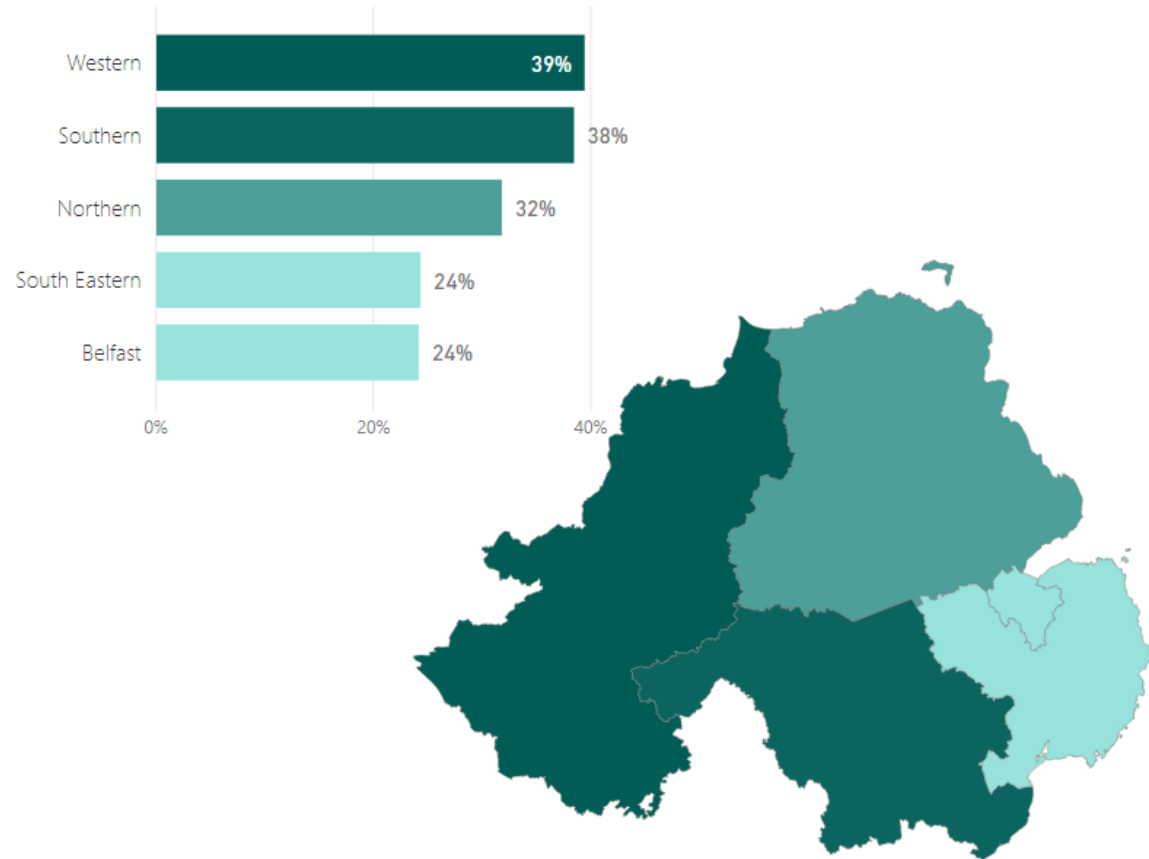 Western 39%
Southern 38%
Northern 32%
South Eastern 24%
Belfast 24%
0% 20% 40%